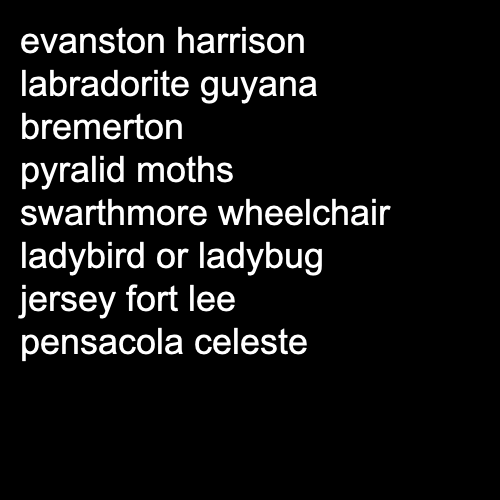 evanston harrison
labradorite guyana
bremerton
pyralid moths
swarthmore wheelchair
ladybird or ladybug
jersey fort lee
pensacola celeste